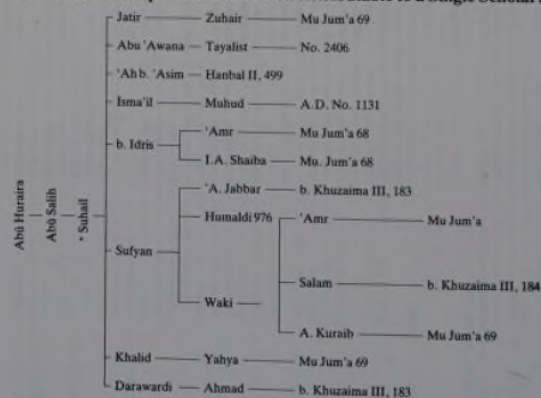 Single Scholar
Jatir Zuhair Mu Jum'a 69
Abu 'Awana Tayalist No. 2406
'Ah b. 'Asim Hanbal II, 499
Isma'il Muhud A.D. No. 1131
'Amr Mu Jum'a 68
b. Idris
I.A. Shaiba Mu. Jum'a 68
'A. Jabbar b. Khuzaima III, 183
Humaldi 976 'Amr Mu Jum'a
Abū Huraira
Abū Salih
* Suhail
Sufyan
Salam b. Khuzaima III, 184
Waki
A. Kuraib Mu Jum'a 69
Khalid Yahya Mu Jum'a 69
Darawardi Ahmad b. Khuzaima III, 183